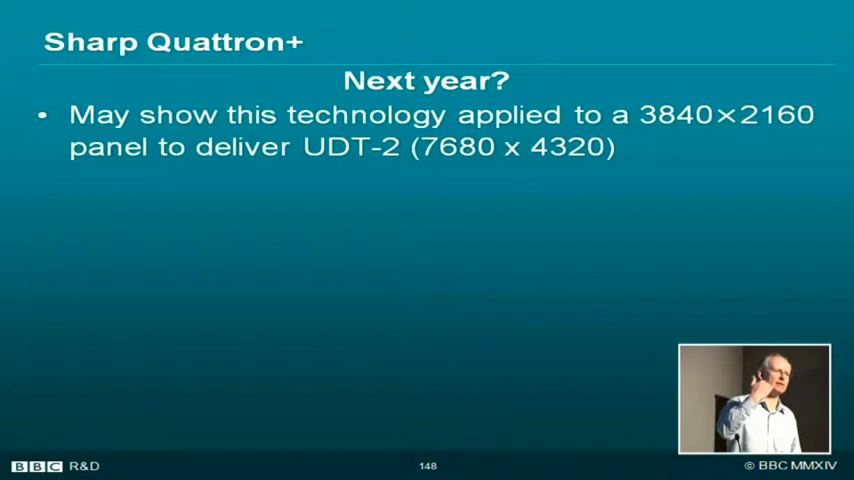 Sharp Quattron+
Next year?
• May show this technology applied to a 3840×2160
panel to deliver UDT-2 (7680 x 4320)
BBC R&D
148
© BBC MMXIV